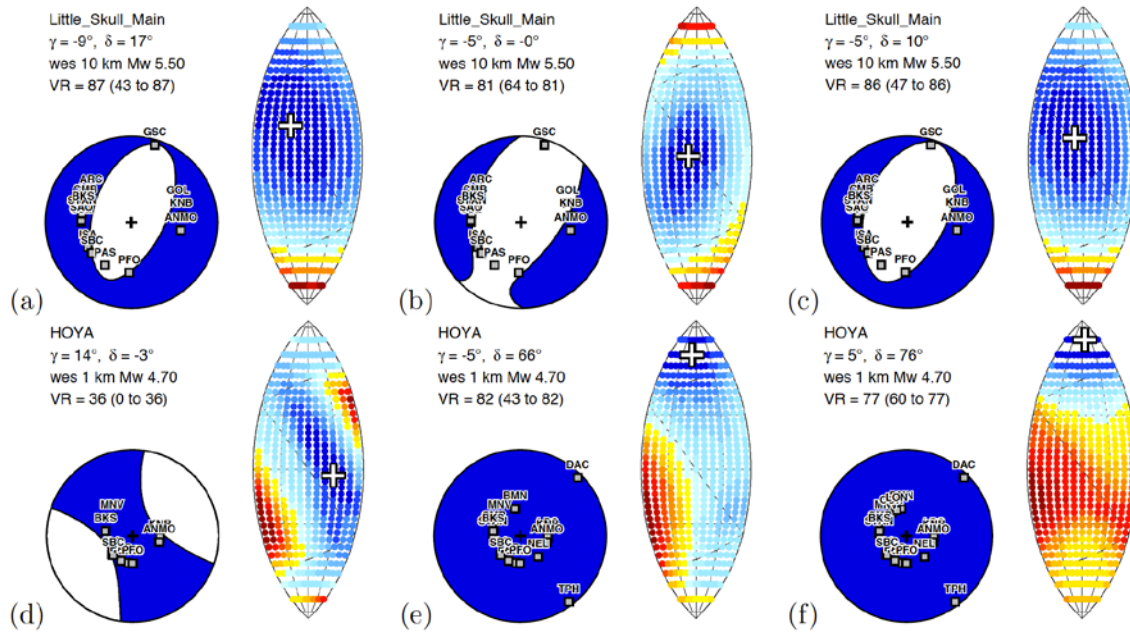 Little_Skull_Main
γ = -9°, δ = 17°
wes 10 km Mw 5.50
VR = 87 (43 to 87)
GSC
ARC
BKS
SAO
GOL
KNB
ANMO
ISA
SBC
PAS
PFO
(a)
Little_Skull_Main
γ = -5°, δ = -0°
wes 10 km Mw 5.50
VR = 81 (64 to 81)
GSC
ARC
BKS
SAO
GOL
KNB
ANMO
ISA
SBC
PAS
PFO
(b)
Little_Skull_Main
γ = -5°, δ = 10°
wes 10 km Mw 5.50
VR = 86 (47 to 86)
GSC
ARC
BKS
SAO
GOL
KNB
ANMO
ISA
SBC
PAS
PFO
(c)
HOYA
γ = 14°, δ = -3°
wes 1 km Mw 4.70
VR = 36 (0 to 36)
MNV
BKS
KNB
ANMO
SBC
PFO
(d)
HOYA
γ = -5°, δ = 66°
wes 1 km Mw 4.70
VR = 82 (43 to 82)
DAC
BMN
MNV
BKS
ANMO
SBC
PFO
NEL
TPH
(e)
HOYA
γ = 5°, δ = 76°
wes 1 km Mw 4.70
VR = 77 (60 to 77)
DAC
BKS
ANMO
SBC
PFO
NEL
TPH
(f)